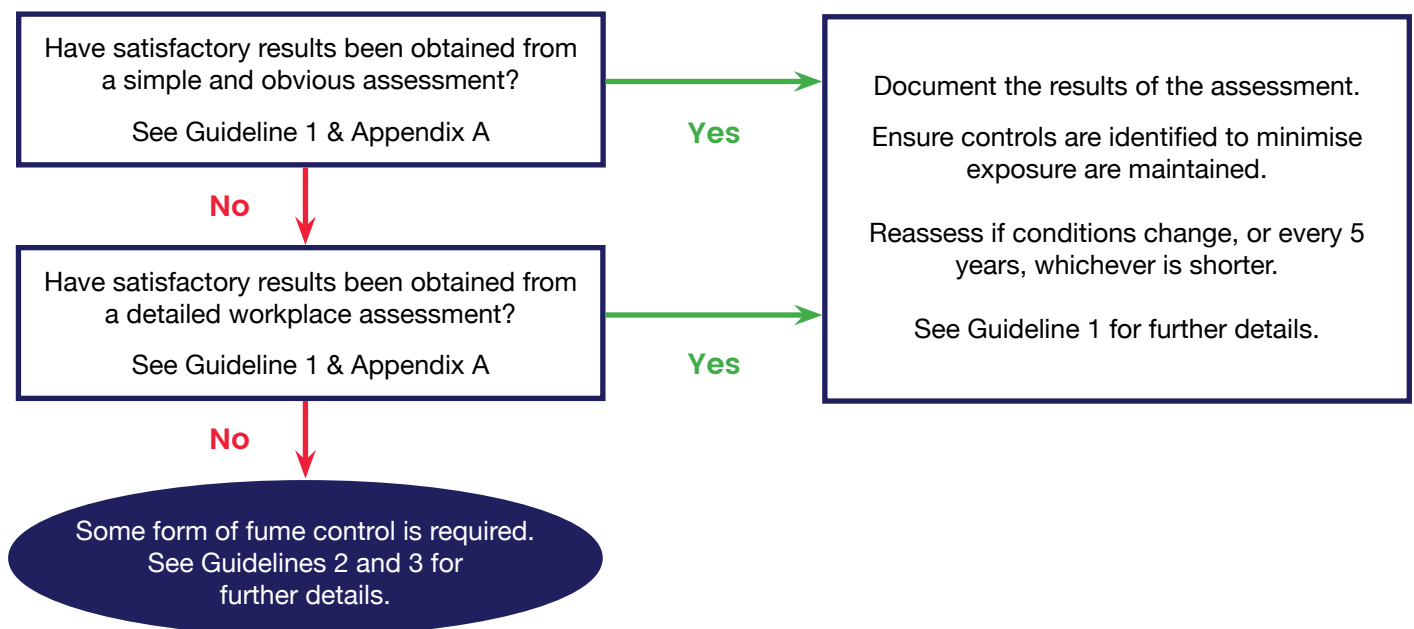 Have satisfactory results been obtained from
a simple and obvious assessment?
See Guideline 1 & Appendix A
Yes
Document the results of the assessment.
Ensure controls are identified to minimise
exposure are maintained.
Reassess if conditions change, or every 5
years, whichever is shorter.
See Guideline 1 for further details.
No
Have satisfactory results been obtained from
a detailed workplace assessment?
See Guideline 1 & Appendix A
Yes
No
Some form of fume control is required.
See Guidelines 2 and 3 for
further details.